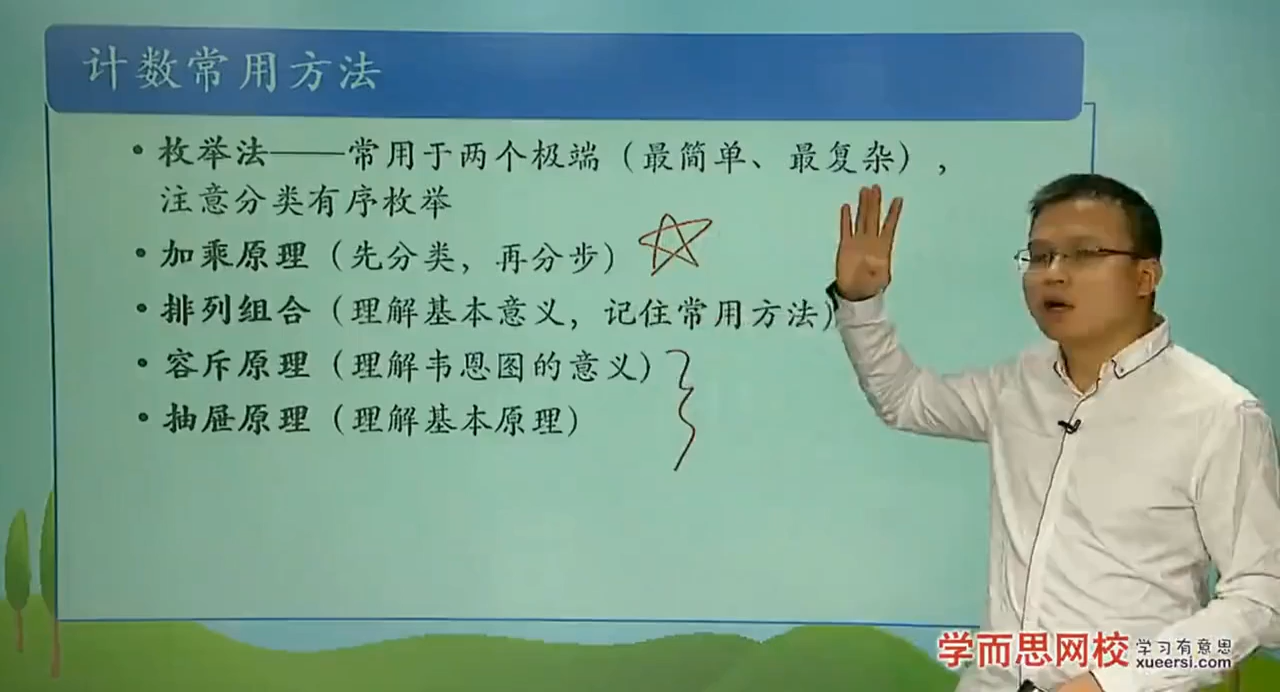 计数常用方法
• 枚举法——常用于两个极端（最简单、最复杂），
注意分类有序枚举
• 加乘原理（先分类，再分步）
• 排列组合（理解基本意义，记住常用方法）
• 容斥原理（理解韦恩图的意义）
• 抽屉原理（理解基本原理）
学而思网校
学习有意思
xueersi.com